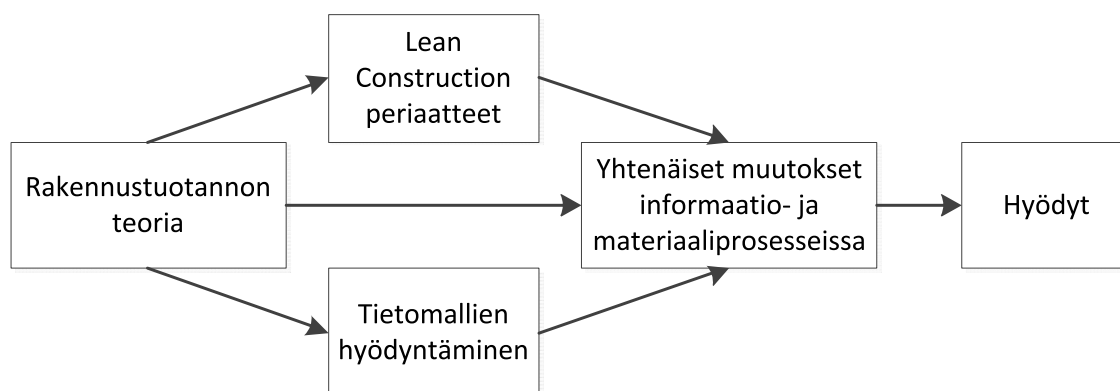 Lean
Construction
periaatteet
Rakennustuotannon
teoria
Yhtenäiset muutokset
informaatio- ja
materiaaliprosesseissa
Hyödyt
Tietomallien
hyödyntäminen